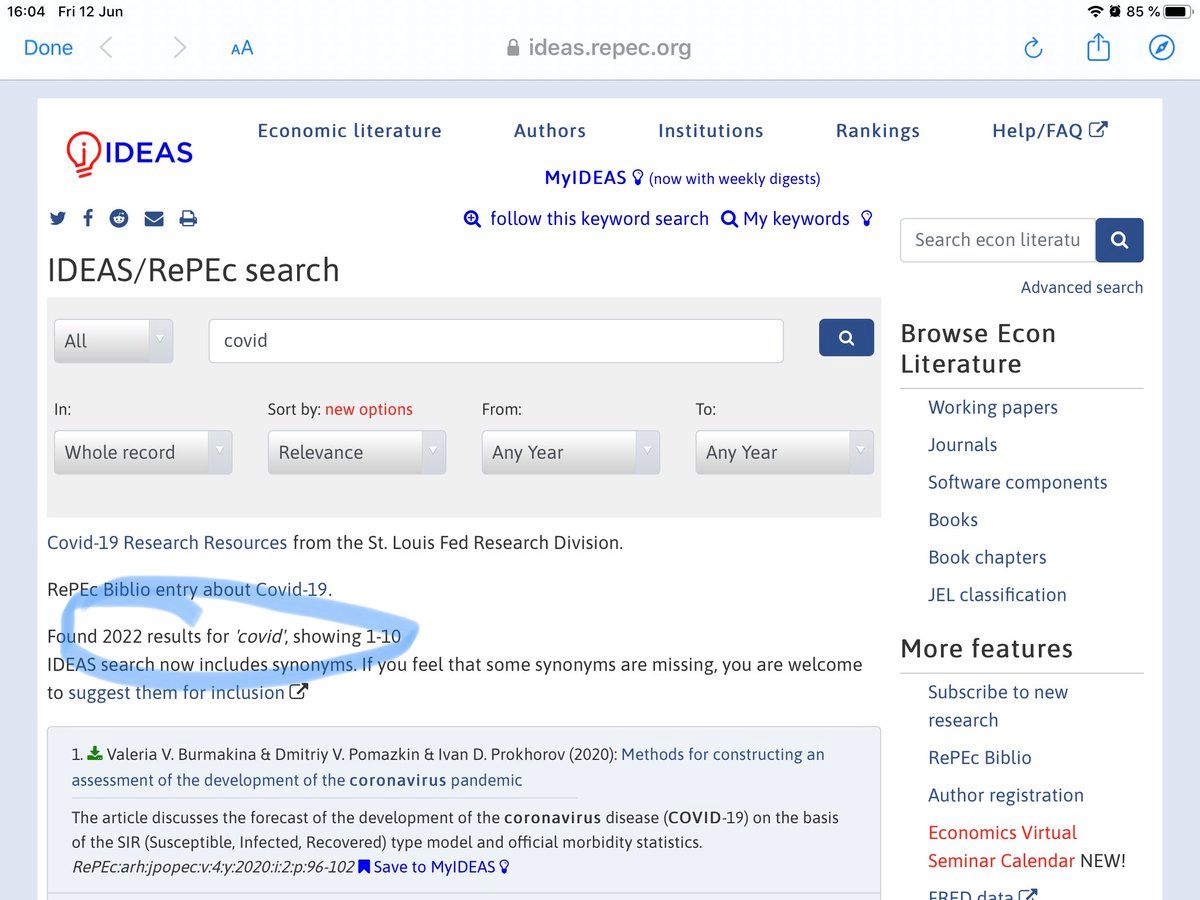 16:04 Fri 12 Jun
85 %
Done
AA
ideas.repec.org
IDEAS
Economic literature
Authors
Institutions
Rankings
Help/FAQ
MyIDEAS (now with weekly digests)
follow this keyword search My keywords
IDEAS/RePEc search
All
covid
In:
Sort by: new options
From:
To:
Whole record
Relevance
Any Year
Any Year
Covid-19 Research Resources from the St. Louis Fed Research Division.
RePEc Biblio entry about Covid-19.
Found 2022 results for 'covid', showing 1-10
IDEAS search now includes synonyms. If you feel that some synonyms are missing, you are welcome
to suggest them for inclusion
1. Valeria V. Burmakina & Dmitriy V. Pomazkin & Ivan D. Prokhorov (2020): Methods for constructing an
assessment of the development of the coronavirus pandemic
The article discusses the forecast of the development of the coronavirus disease (COVID-19) on the basis
of the SIR (Susceptible, Infected, Recovered) type model and official morbidity statistics.
RePEc:arh:jpopec:v:4:y:2020:i:2:p:96-102 Save to MyIDEAS
Search econ literatu
Advanced search
Browse Econ
Literature
Working papers
Journals
Software components
Books
Book chapters
JEL classification
More features
Subscribe to new
research
RePEc Biblio
Author registration
Economics Virtual
Seminar Calendar NEW!
FRED data